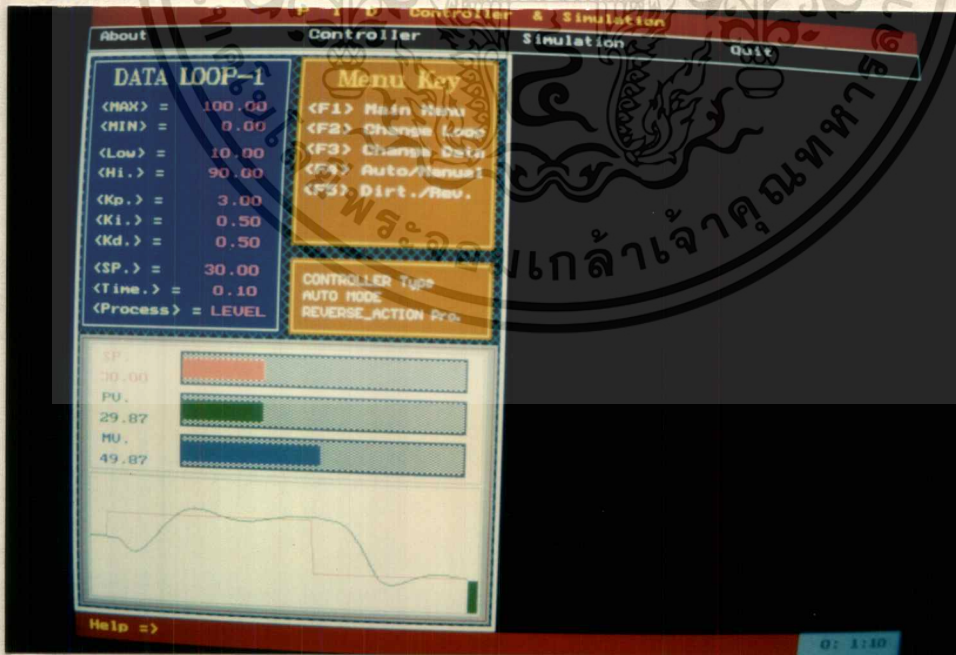 P I D Controller & Simulation
About Controller Simulation Quit
DATA LOOP-1
<MAX> = 100.00
<MIN> = 0.00
<Low> = 10.00
<Hi.> = 90.00
<Kp.> = 3.00
<Ki.> = 0.50
<Kd.> = 0.50
<SP.> = 30.00
<Time.> = 0.10
<Process> = LEVEL
Menu Key
<F1> Main Menu
<F2> Change Loop
<F3> Change Data
<F4> Auto/Manual
<F5> Dirt./Rev.
CONTROLLER Type
AUTO MODE
REVERSE_ACTION Pro.
SP.
30.00
PV.
29.87
MV.
49.87
Help =>
0: 1:10
พระจอมเกล้าเจ้าคุณทหาร